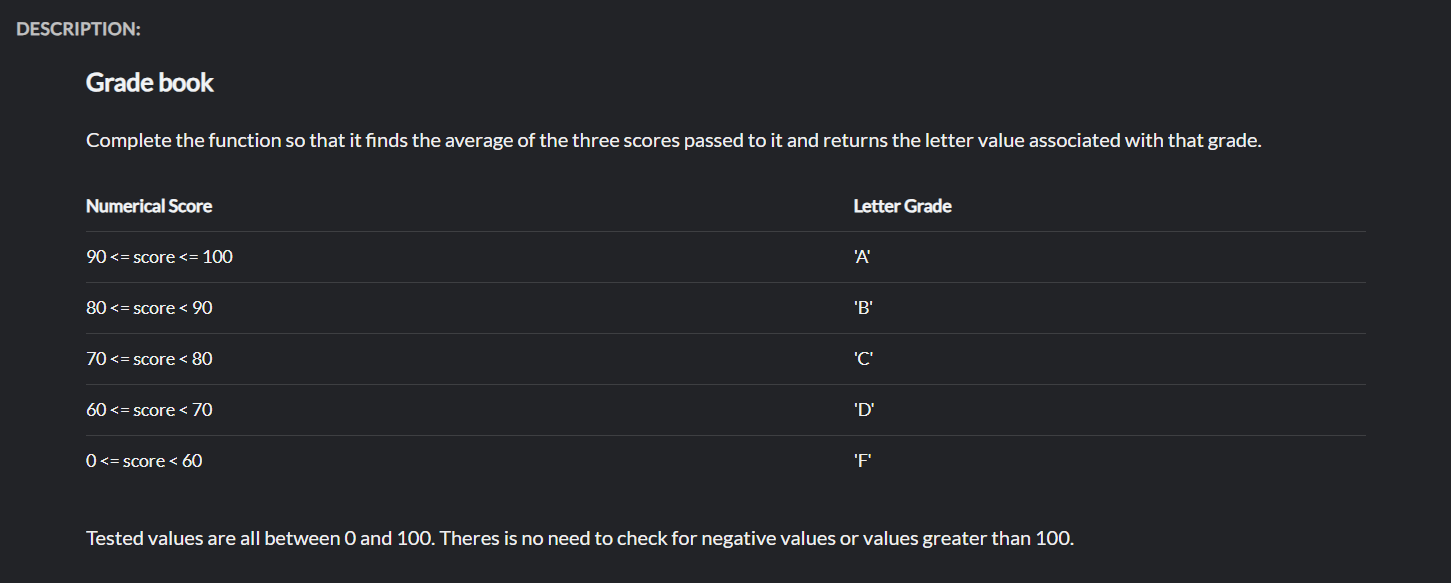 DESCRIPTION:
Grade book
Complete the function so that it finds the average of the three scores passed to it and returns the letter value associated with that grade.
Numerical Score Letter Grade
90 <= score <= 100 'A'
80 <= score < 90 'B'
70 <= score < 80 'C'
60 <= score < 70 'D'
0 <= score < 60 'F'
Tested values are all between 0 and 100. Theres is no need to check for negative values or values greater than 100.